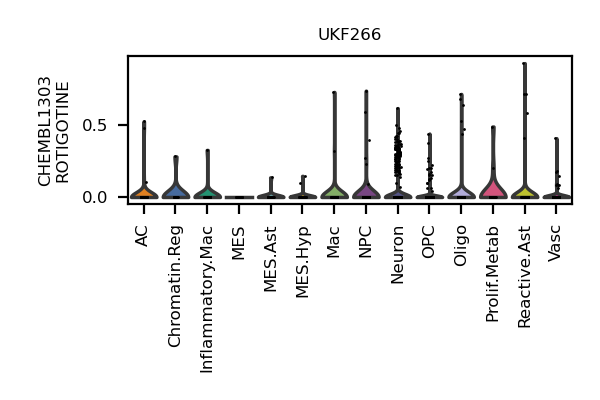 UKF266
CHEMBL1303
ROTIGOTINE
0.5
0.0
AC
Chromatin.Reg
Inflammatory.Mac
MES
MES.Ast
MES.Hyp
Mac
NPC
Neuron
OPC
Oligo
Prolif.Metab
Reactive.Ast
Vasc